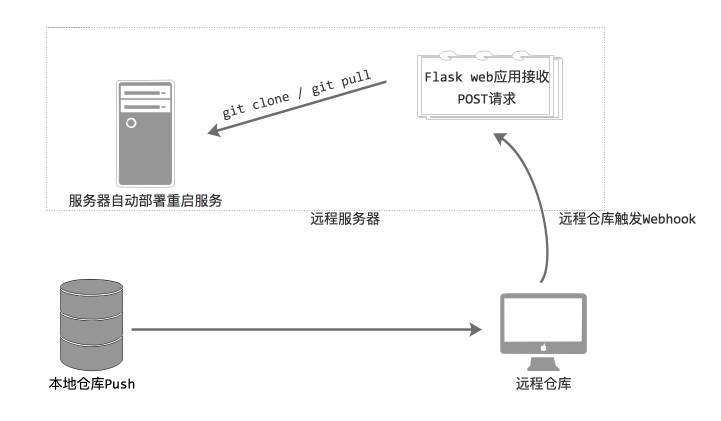 Flask web应用接收
POST请求
git clone / git pull
服务器自动部署重启服务
远程服务器
远程仓库触发Webhook
本地仓库Push
远程仓库